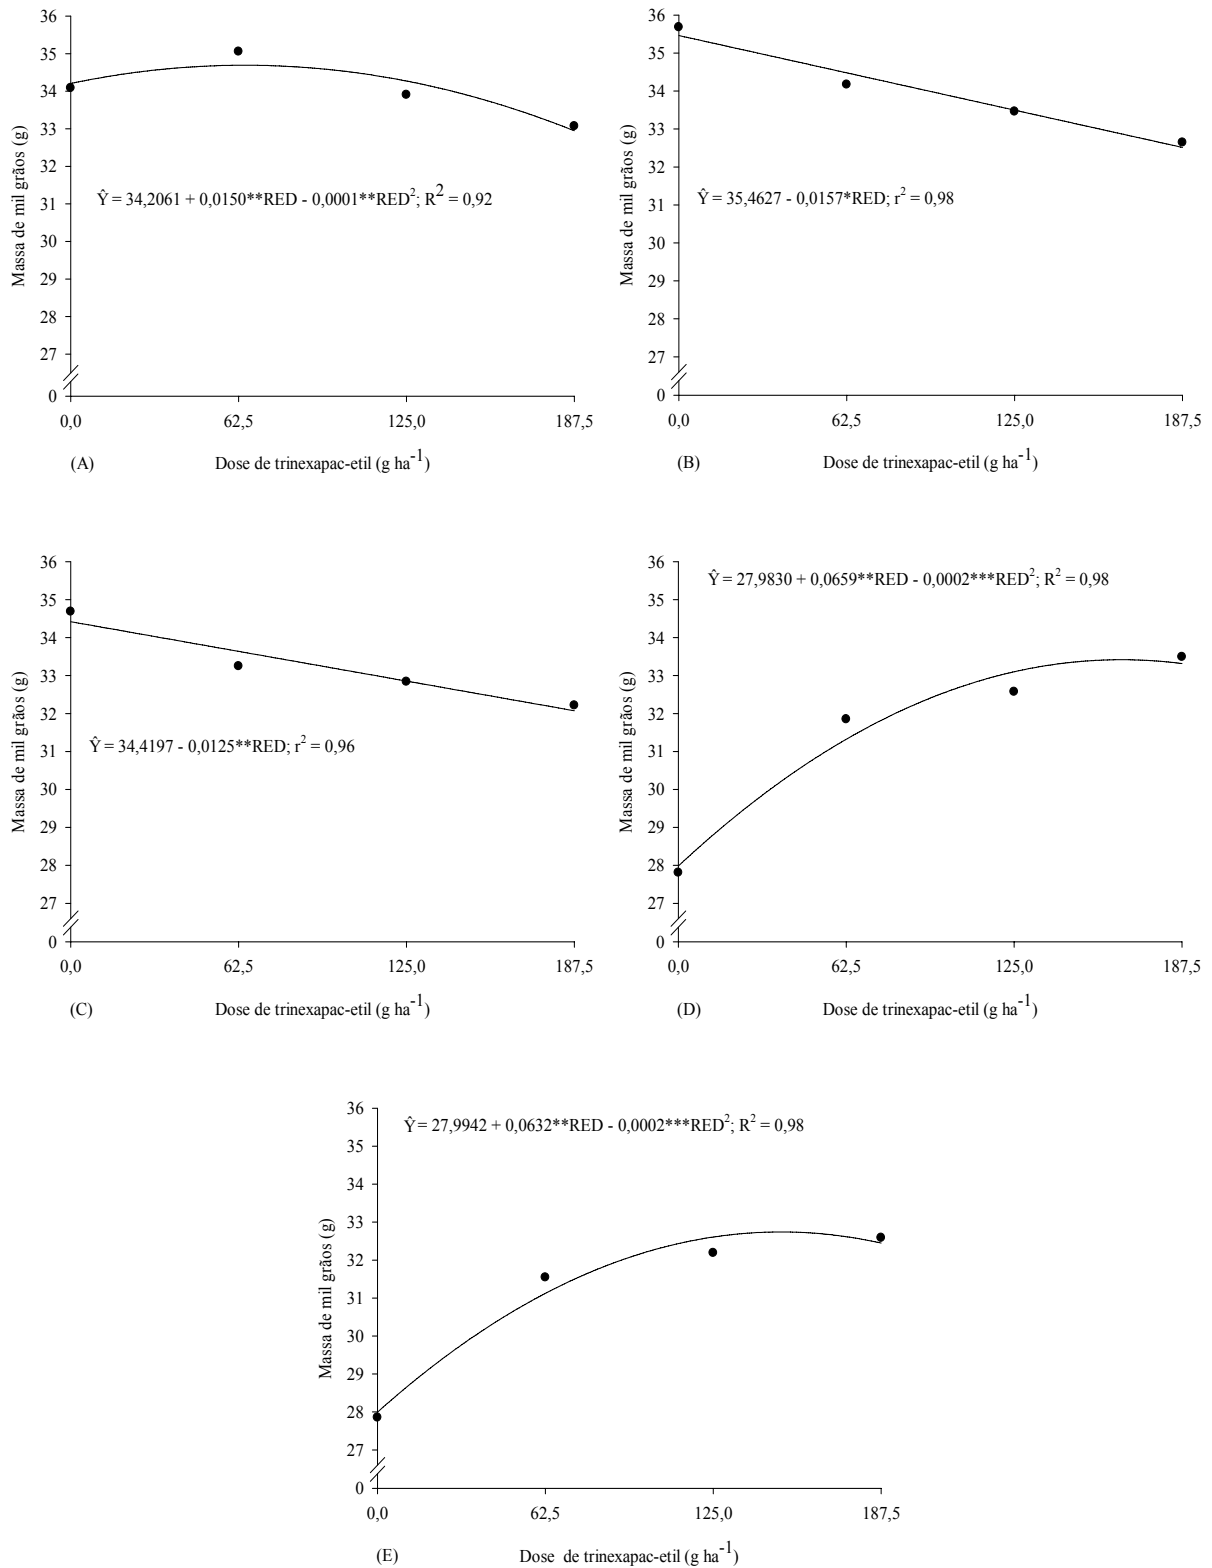 36
35
34
33
32
31
30
29
28
27
0
Massa de mil grãos (g)
Ŷ = 34,2061 + 0,0150**RED - 0,0001**RED²; R² = 0,92
0,0 62,5 125,0 187,5
(A) Dose de trinexapac-etil (g ha⁻¹)
36
35
34
33
32
31
30
29
28
27
0
Massa de mil grãos (g)
Ŷ = 35,4627 - 0,0157*RED; r² = 0,98
0,0 62,5 125,0 187,5
(B) Dose de trinexapac-etil (g ha⁻¹)
36
35
34
33
32
31
30
29
28
27
0
Massa de mil grãos (g)
Ŷ = 34,4197 - 0,0125**RED; r² = 0,96
0,0 62,5 125,0 187,5
(C) Dose de trinexapac-etil (g ha⁻¹)
Ŷ = 27,9830 + 0,0659**RED - 0,0002***RED²; R² = 0,98
36
35
34
33
32
31
30
29
28
27
0
Massa de mil grãos (g)
0,0 62,5 125,0 187,5
(D) Dose de trinexapac-etil (g ha⁻¹)
Ŷ = 27,9942 + 0,0632**RED - 0,0002***RED²; R² = 0,98
36
35
34
33
32
31
30
29
28
27
0
Massa de mil grãos (g)
0,0 62,5 125,0 187,5
(E) Dose de trinexapac-etil (g ha⁻¹)